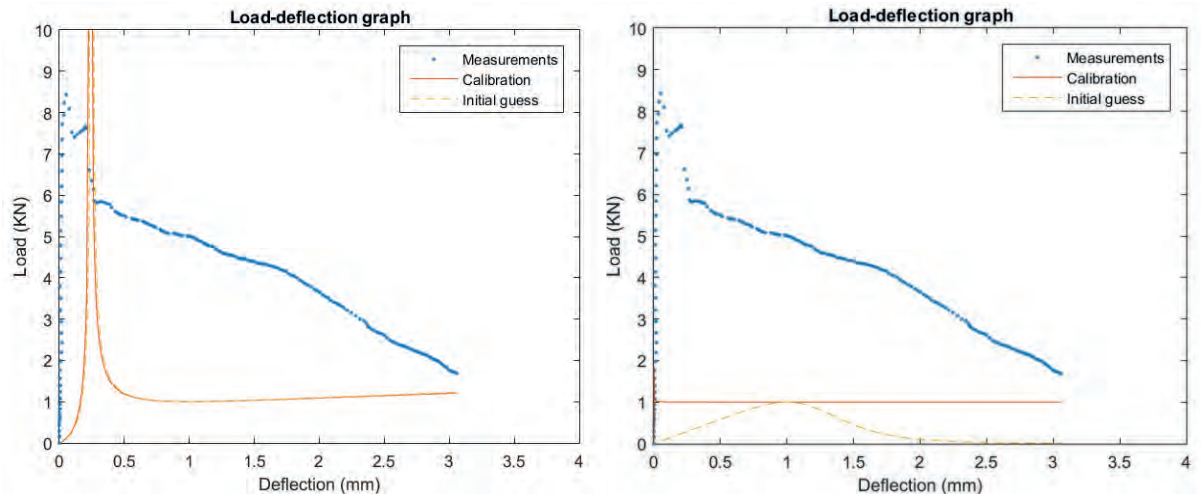 Load-deflection graph
10
9
8
7
6
5
4
3
2
1
0
Load (KN)
Measurements
Calibration
Initial guess
0 0.5 1 1.5 2 2.5 3 3.5 4
Deflection (mm)
Load-deflection graph
10
9
8
7
6
5
4
3
2
1
0
Load (KN)
Measurements
Calibration
Initial guess
0 0.5 1 1.5 2 2.5 3 3.5 4
Deflection (mm)